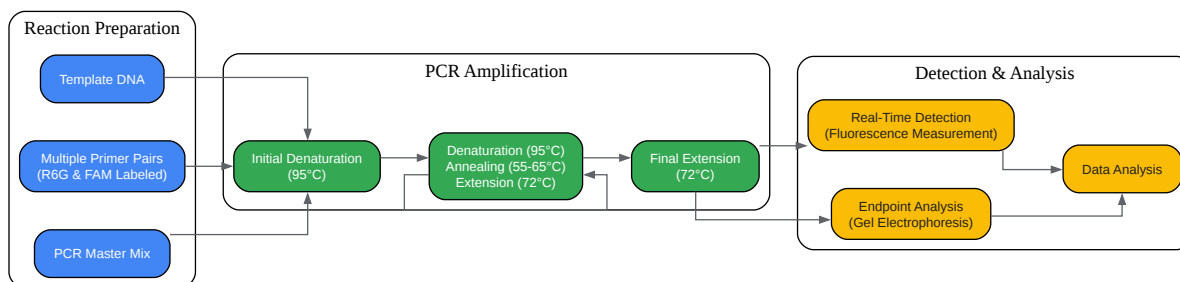 Reaction Preparation
Template DNA
Multiple Primer Pairs
(R6G & FAM Labeled)
PCR Master Mix
PCR Amplification
Initial Denaturation
(95°C)
Denaturation (95°C)
Annealing (55-65°C)
Extension (72°C)
Final Extension
(72°C)
Detection & Analysis
Real-Time Detection
(Fluorescence Measurement)
Endpoint Analysis
(Gel Electrophoresis)
Data Analysis